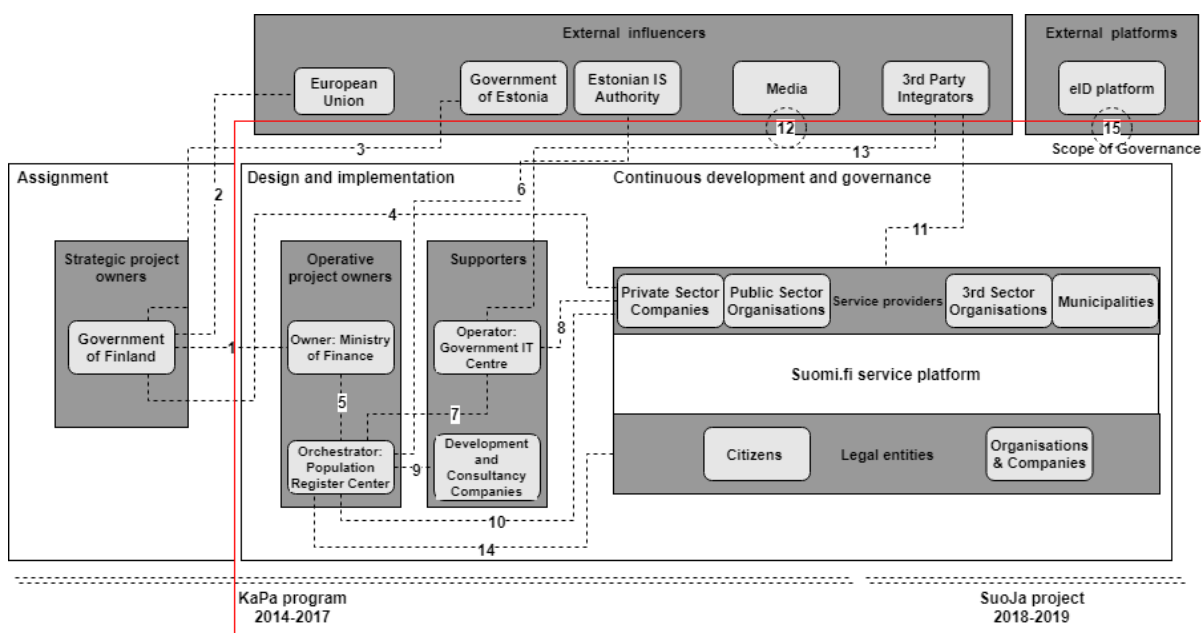 External influencers
External platforms
European
Union
Government
of Estonia
Estonian IS
Authority
Media
3rd Party
Integrators
eID platform
12
15
3
13
Scope of Governance
Assignment
Design and implementation
Continuous development and governance
2
6
4
11
Strategic project
owners
Operative
project owners
Supporters
Private Sector
Companies
Public Sector
Organisations
Service providers
3rd Sector
Organisations
Municipalities
Government
of Finland
1
Owner: Ministry
of Finance
Operator:
Government IT
Centre
8
Suomi.fi service platform
5
7
Orchestrator:
Population
Register Center
9
Development and
Consultancy
Companies
Citizens
Legal entities
Organisations
& Companies
10
14
KaPa program
2014-2017
SuoJa project
2018-2019